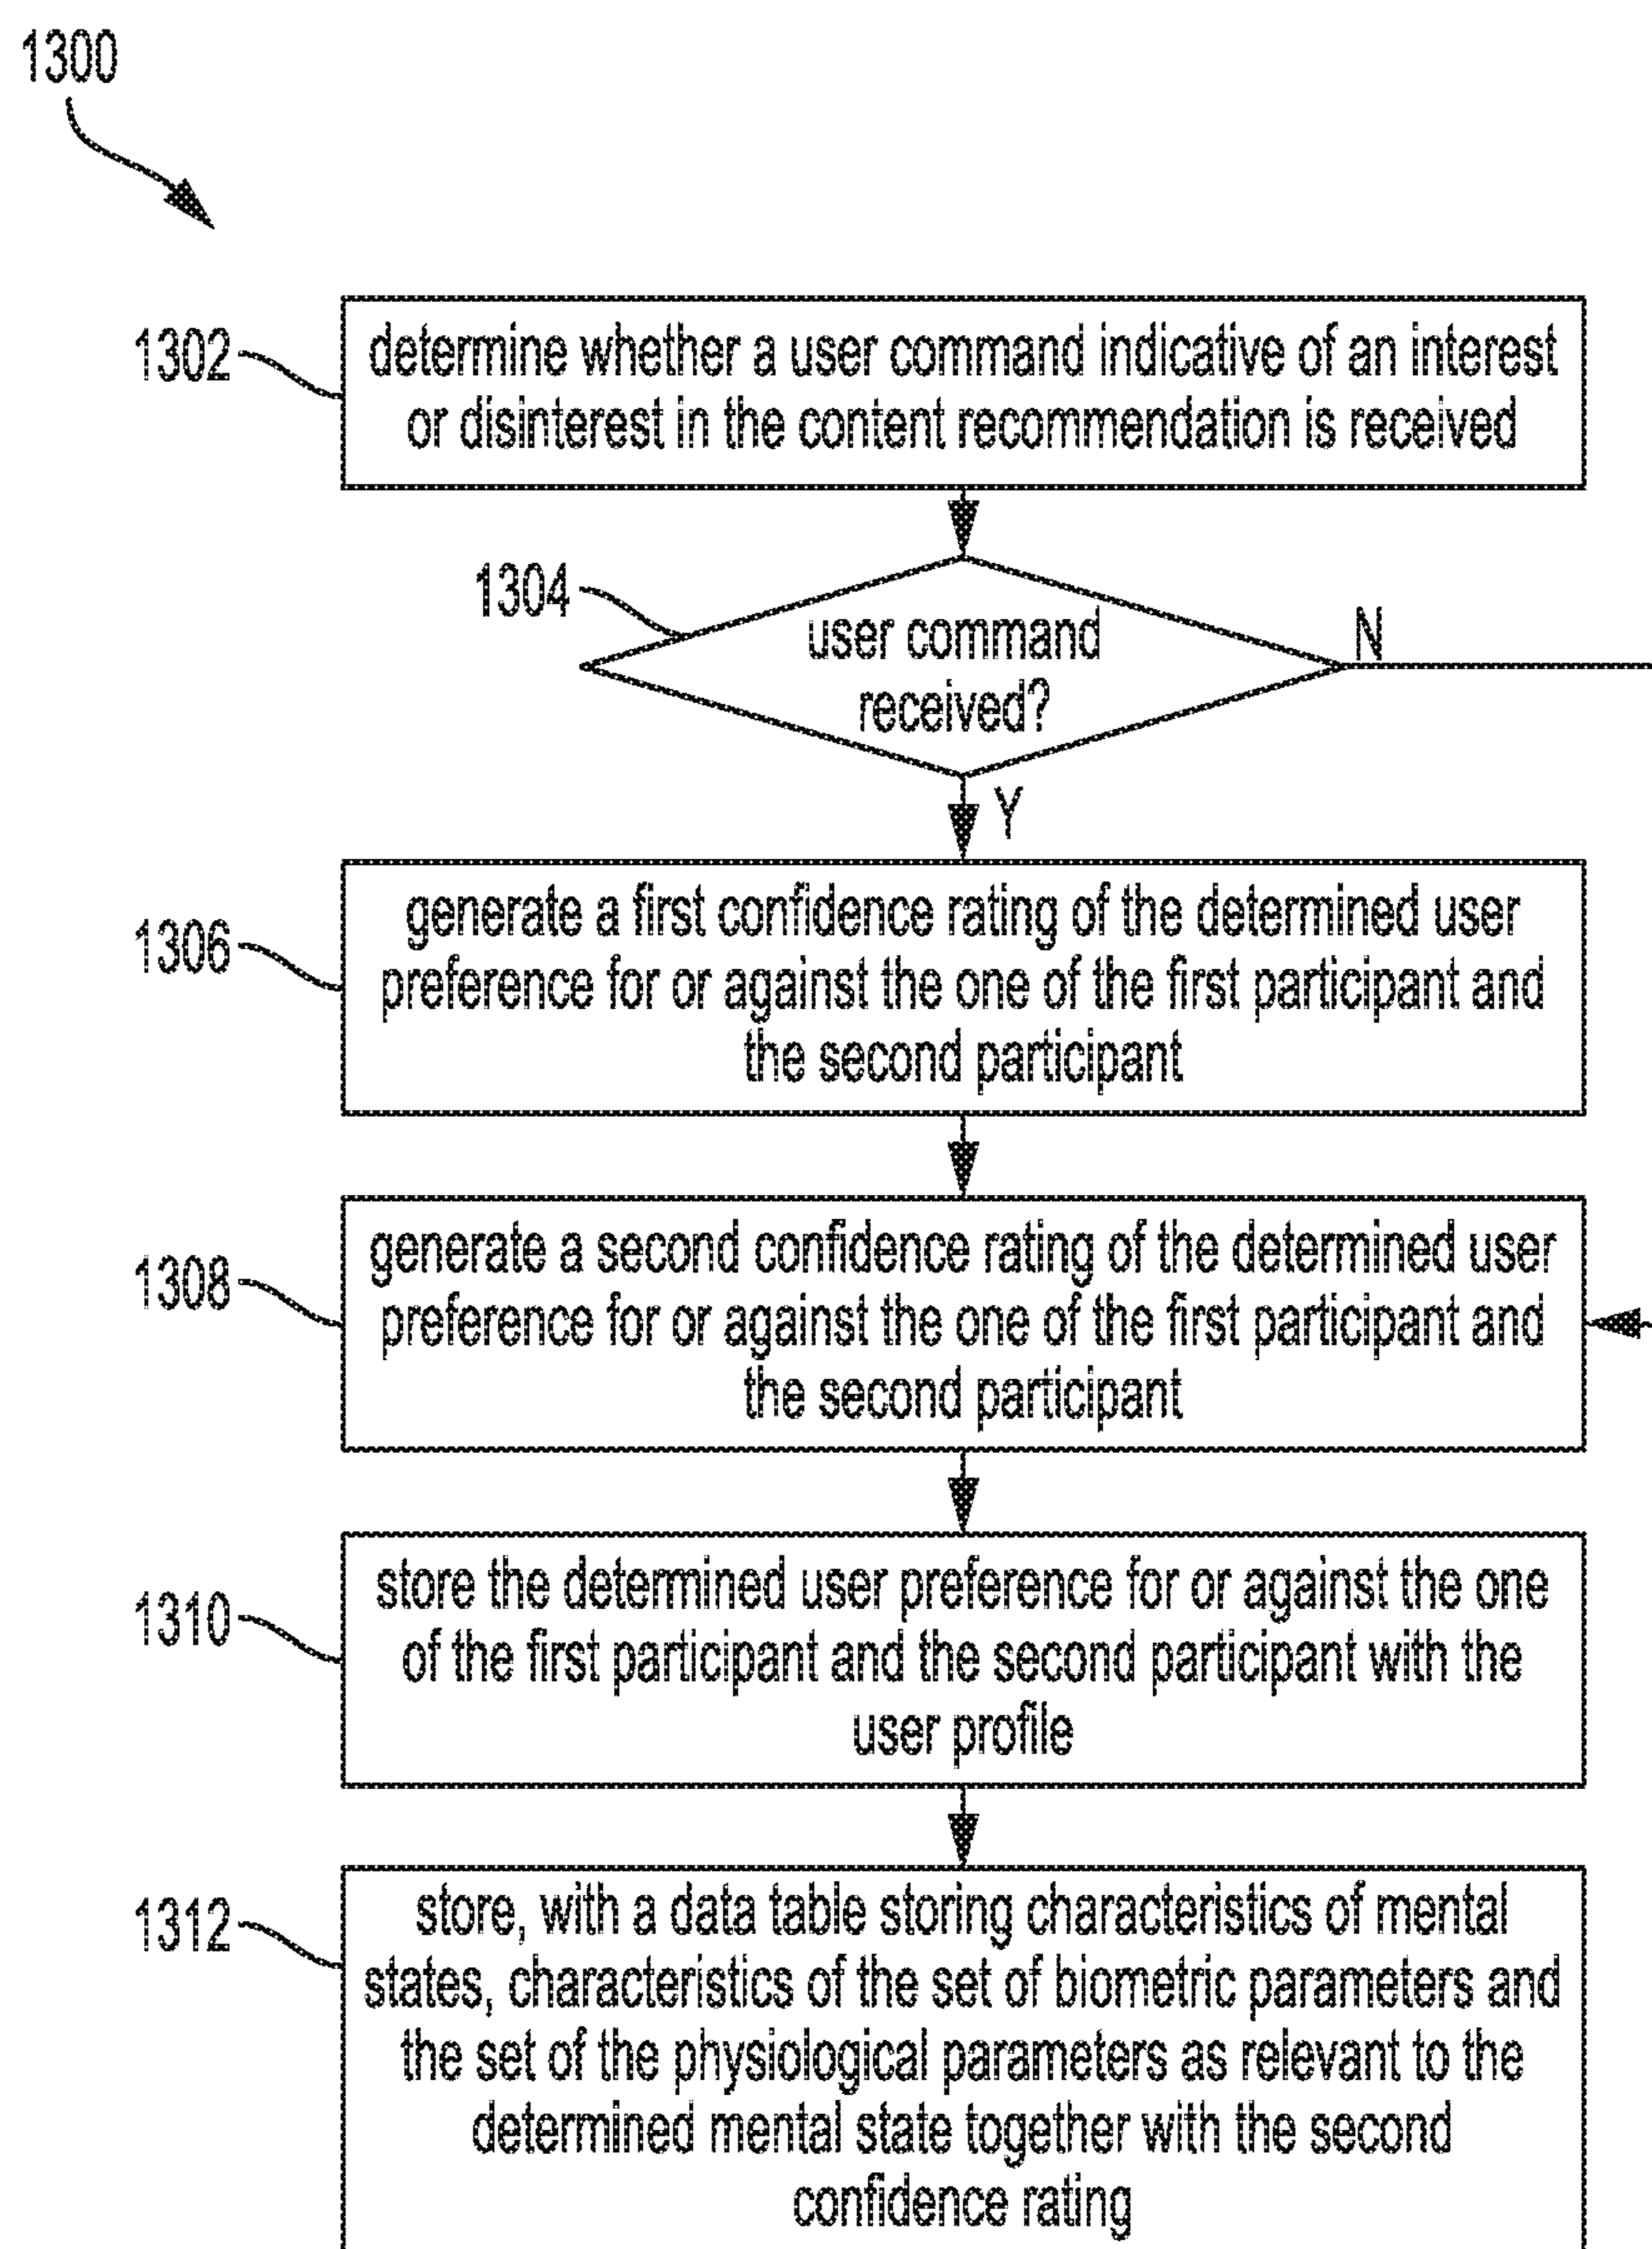 1300
1302
determine whether a user command indicative of an interest
or disinterest in the content recommendation is received
1304
user command
received?
N
Y
1306
generate a first confidence rating of the determined user
preference for or against the one of the first participant and
the second participant
1308
generate a second confidence rating of the determined user
preference for or against the one of the first participant and
the second participant
1310
store the determined user preference for or against the one
of the first participant and the second participant with the
user profile
1312
store, with a data table storing characteristics of mental
states, characteristics of the set of biometric parameters and
the set of the physiological parameters as relevant to the
determined mental state together with the second
confidence rating